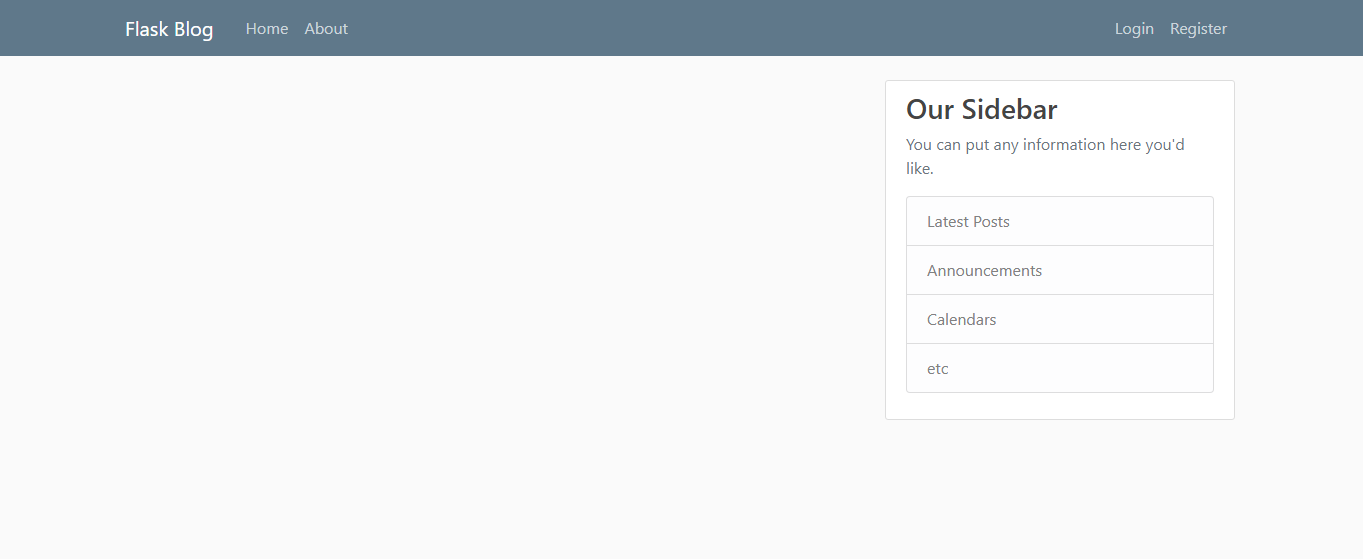 Flask Blog Home About Login Register
Our Sidebar
You can put any information here you'd
like.
Latest Posts
Announcements
Calendars
etc